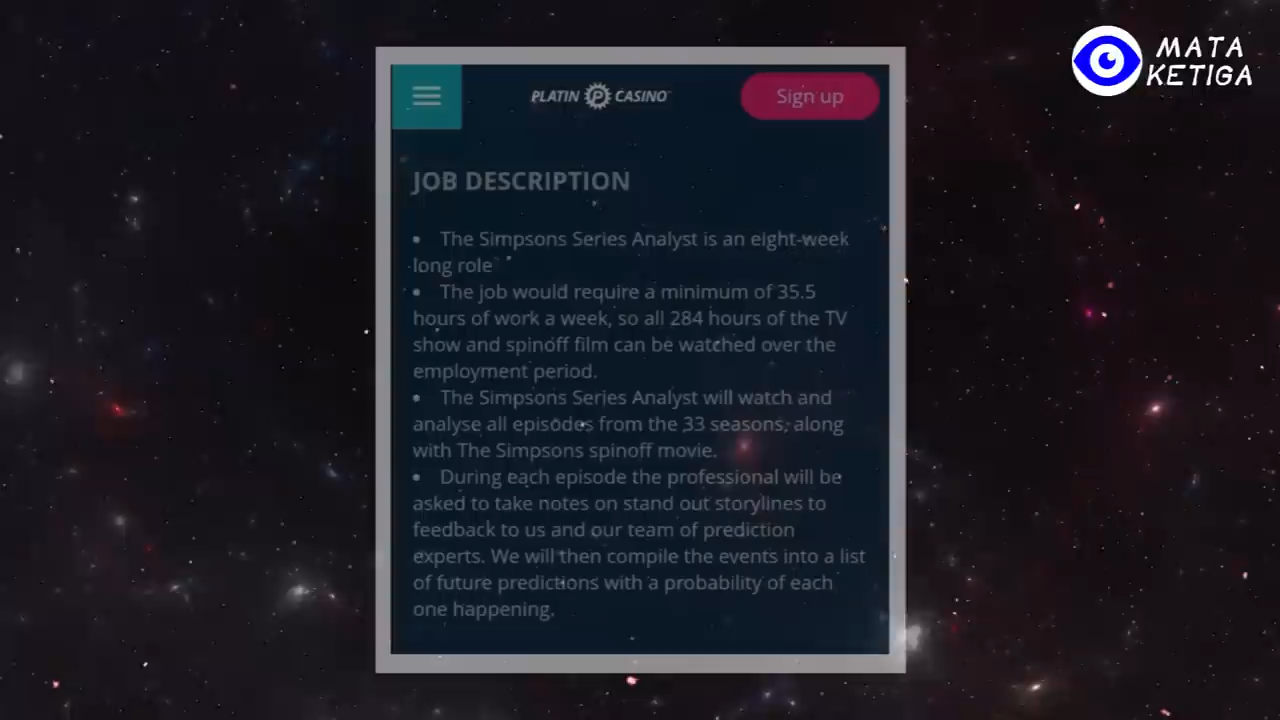 MATA
KETIGA
PLATIN P CASINO
Sign up
JOB DESCRIPTION
• The Simpsons Series Analyst is an eight-week
long role
• The job would require a minimum of 35.5
hours of work a week, so all 284 hours of the TV
show and spinoff film can be watched over the
employment period.
• The Simpsons Series Analyst will watch and
analyse all episodes from the 33 seasons, along
with The Simpsons spinoff movie.
• During each episode the professional will be
asked to take notes on stand out storylines to
feedback to us and our team of prediction
experts. We will then compile the events into a list
of future predictions with a probability of each
one happening.